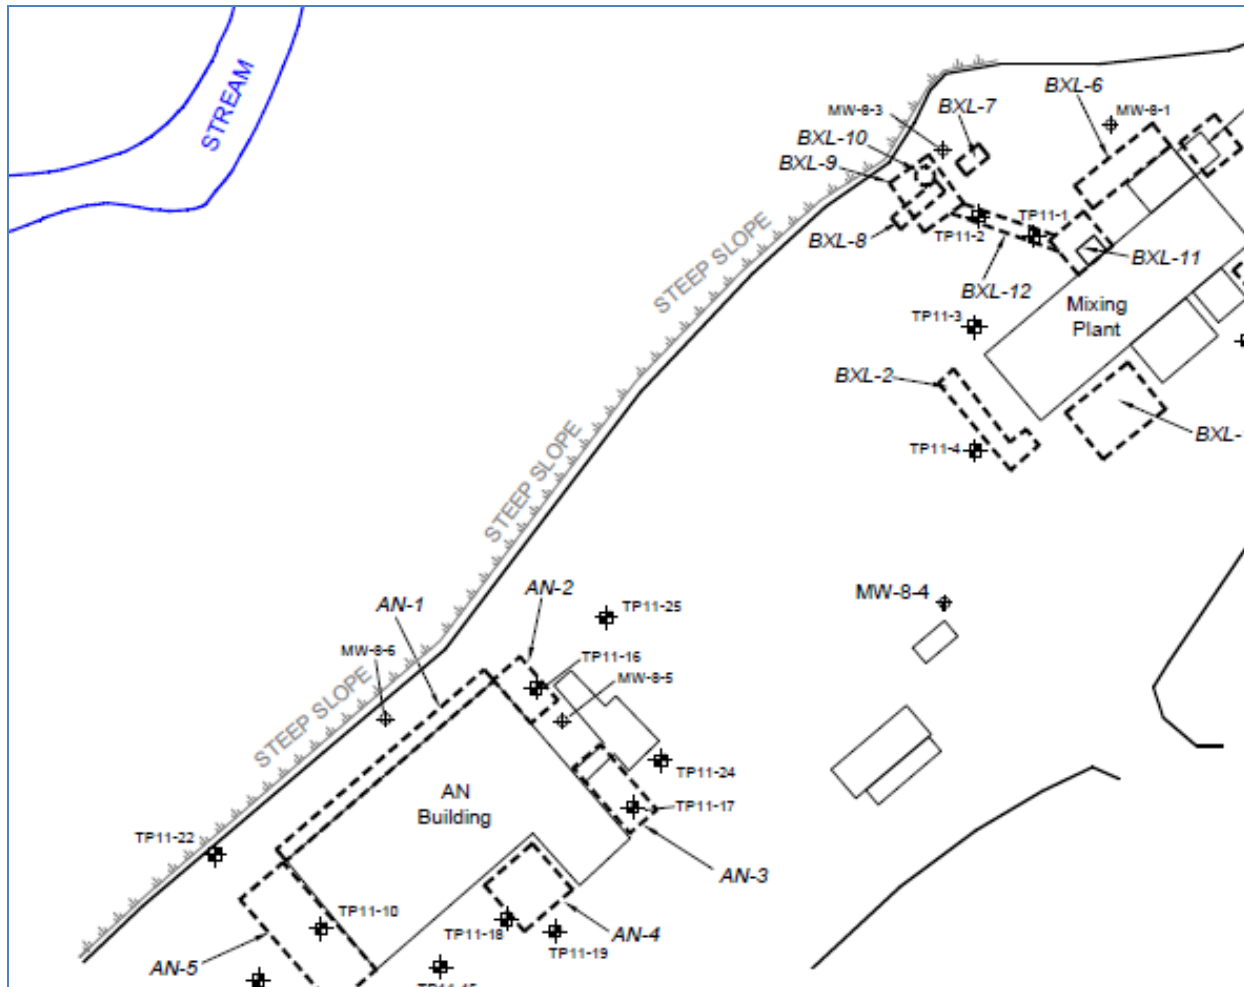 STREAM
BXL-6
BXL-7
MW-8-3
MW-8-1
BXL-10
BXL-9
TP11-1
TP11-2
BXL-8
BXL-11
BXL-12
STEEP SLOPE
Mixing
Plant
TP11-3
BXL-2
BXL-
TP11-4
STEEP SLOPE
MW-8-4
AN-2
AN-1
TP11-25
MW-8-6
TP11-16
MW-8-5
STEEP SLOPE
TP11-24
AN
Building
TP11-17
TP11-22
AN-3
TP11-10
TP11-18
AN-4
TP11-19
AN-5